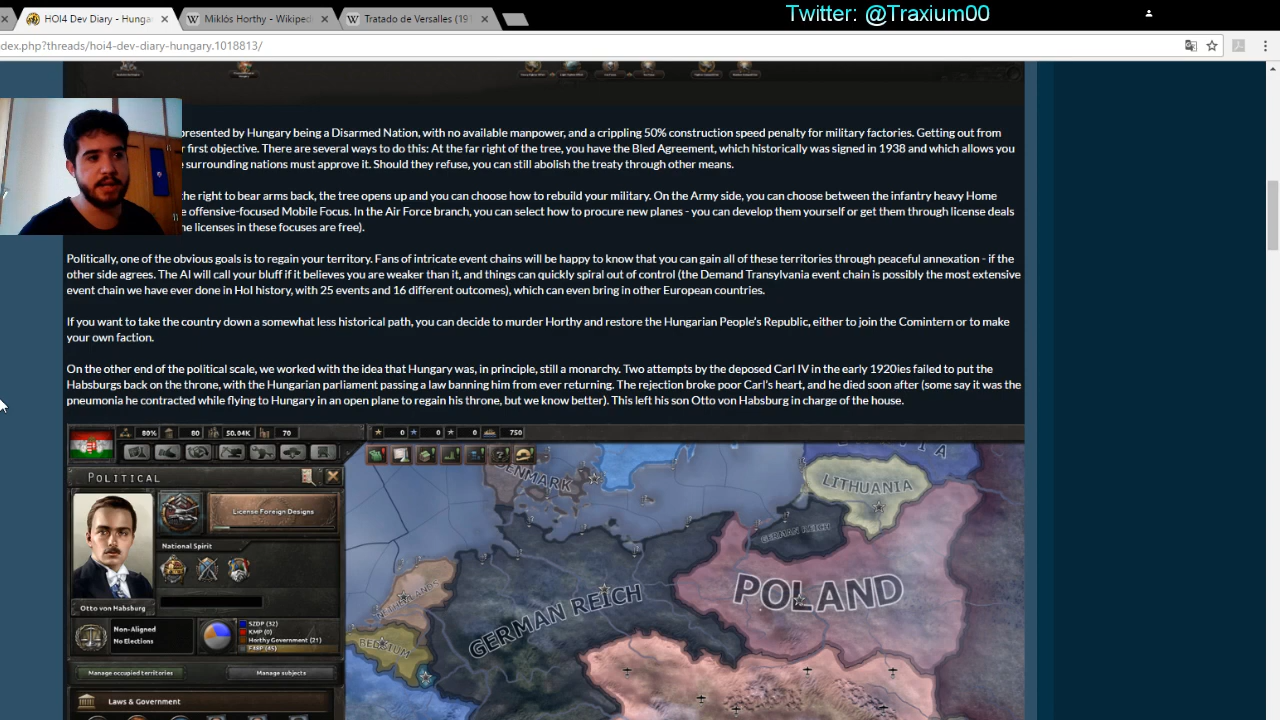 HOI4 Dev Diary - Hunga
Miklós Horthy - Wikiped
Tratado de Versalles (191
Twitter: @Traxium00
dex.php?threads/hoi4-dev-diary-hungary.1018813/
presented by Hungary being a Disarmed Nation, with no available manpower, and a crippling 50% construction speed penalty for military factories. Getting out from
r first objective. There are several ways to do this: At the far right of the tree, you have the Bled Agreement, which historically was signed in 1938 and which allows you
e surrounding nations must approve it. Should they refuse, you can still abolish the treaty through other means.
the right to bear arms back, the tree opens up and you can choose how to rebuild your military. On the Army side, you can choose between the infantry heavy Home
e offensive-focused Mobile Focus. In the Air Force branch, you can select how to procure new planes - you can develop them yourself or get them through license deals
he licenses in these focuses are free).
Politically, one of the obvious goals is to regain your territory. Fans of intricate event chains will be happy to know that you can gain all of these territories through peaceful annexation - if the
other side agrees. The AI will call your bluff if it believes you are weaker than it, and things can quickly spiral out of control (the Demand Transylvania event chain is possibly the most extensive
event chain we have ever done in HoI history, with 25 events and 16 different outcomes), which can even bring in other European countries.
If you want to take the country down a somewhat less historical path, you can decide to murder Horthy and restore the Hungarian People's Republic, either to join the Comintern or to make
your own faction.
On the other end of the political scale, we worked with the idea that Hungary was, in principle, still a monarchy. Two attempts by the deposed Carl IV in the early 1920ies failed to put the
Habsburgs back on the throne, with the Hungarian parliament passing a law banning him from ever returning. The rejection broke poor Carl's heart, and he died soon after (some say it was the
pneumonia he contracted while flying to Hungary in an open plane to regain his throne, but we know better). This left his son Otto von Habsburg in charge of the house.
80% 80 50.04K 70 0 0 0 750
POLITICAL
License Foreign Designs
National Spirit
Otto von Habsburg
Non-Aligned
No Elections
SZDP (32)
KMP (0)
Horthy Government (21)
Manage occupied territories
Manage subjects
Laws & Government
DENMARK
LITHUANIA
GERMAN REICH
NETHERLANDS
POLAND
GERMAN REICH
BELGIUM